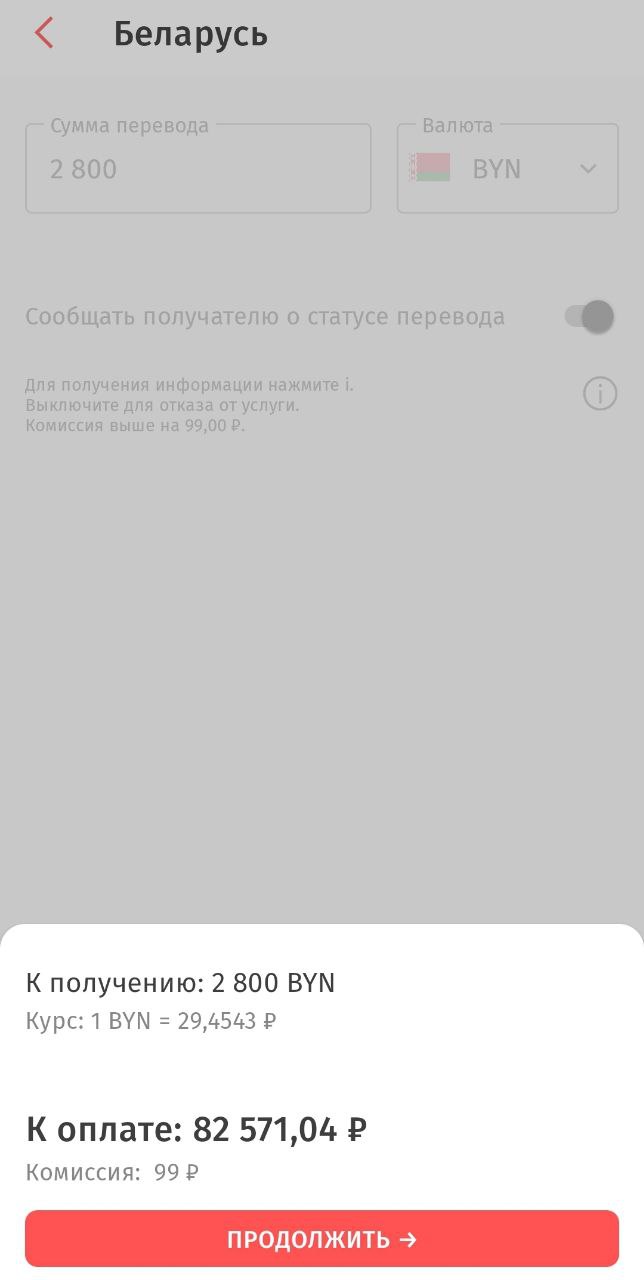 Беларусь
Сумма перевода
Валюта
2 800
BYN
Сообщать получателю о статусе перевода
Для получения информации нажмите i.
Выключите для отказа от услуги.
Комиссия выше на 99,00 ₽.
i
К получению: 2 800 BYN
Курс: 1 BYN = 29,4543 ₽
К оплате: 82 571,04 ₽
Комиссия: 99 ₽
ПРОДОЛЖИТЬ →